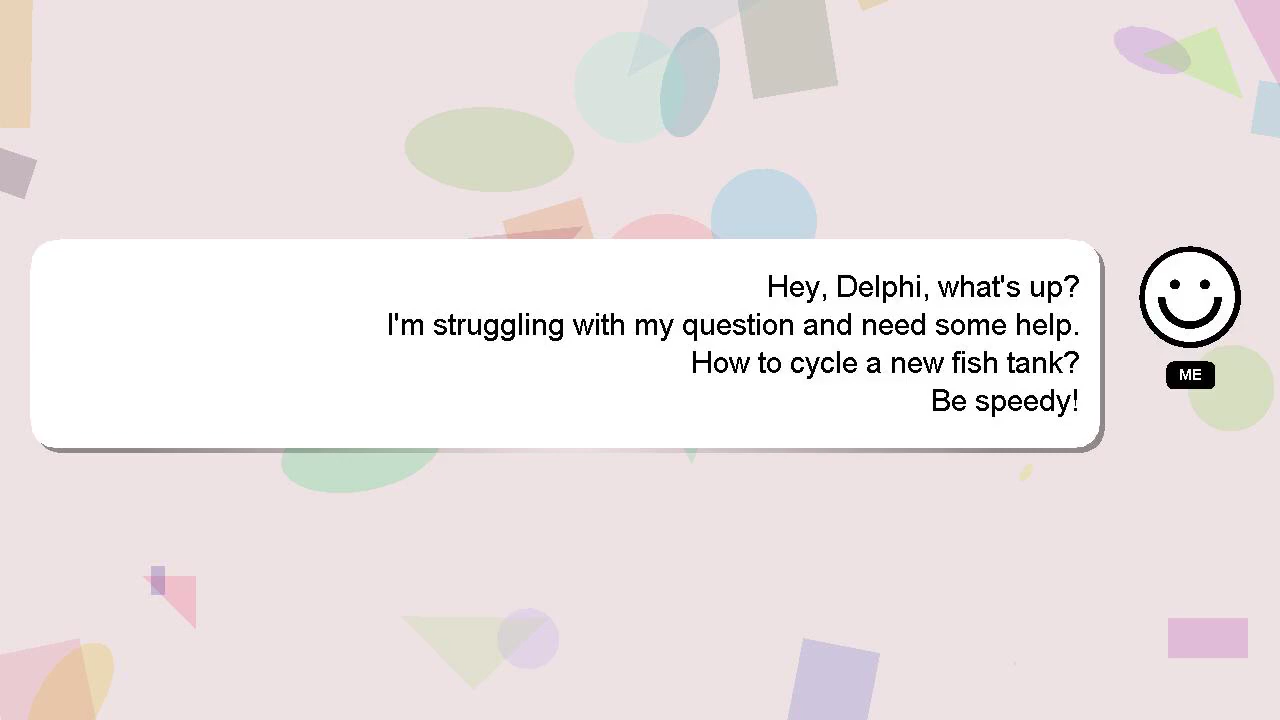 Hey, Delphi, what's up?
I'm struggling with my question and need some help.
How to cycle a new fish tank?
Be speedy!
ME